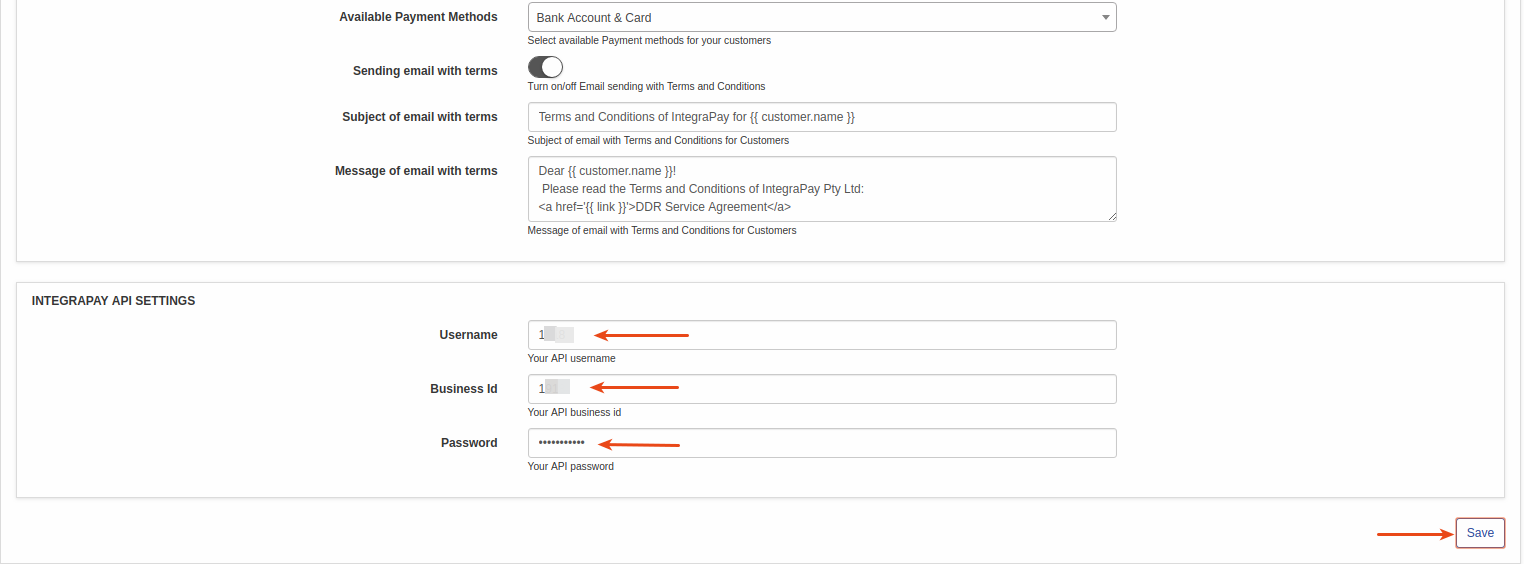 Available Payment Methods
Bank Account & Card
Select available Payment methods for your customers
Sending email with terms
Turn on/off Email sending with Terms and Conditions
Subject of email with terms
Terms and Conditions of IntegraPay for {{ customer.name }}
Subject of email with Terms and Conditions for Customers
Message of email with terms
Dear {{ customer.name }}!
Please read the Terms and Conditions of IntegraPay Pty Ltd:
<a href='{{ link }}'>DDR Service Agreement</a>
Message of email with Terms and Conditions for Customers
INTEGRAPAY API SETTINGS
Username
Your API username
Business Id
Your API business id
Password
•••••••••••
Your API password
Save